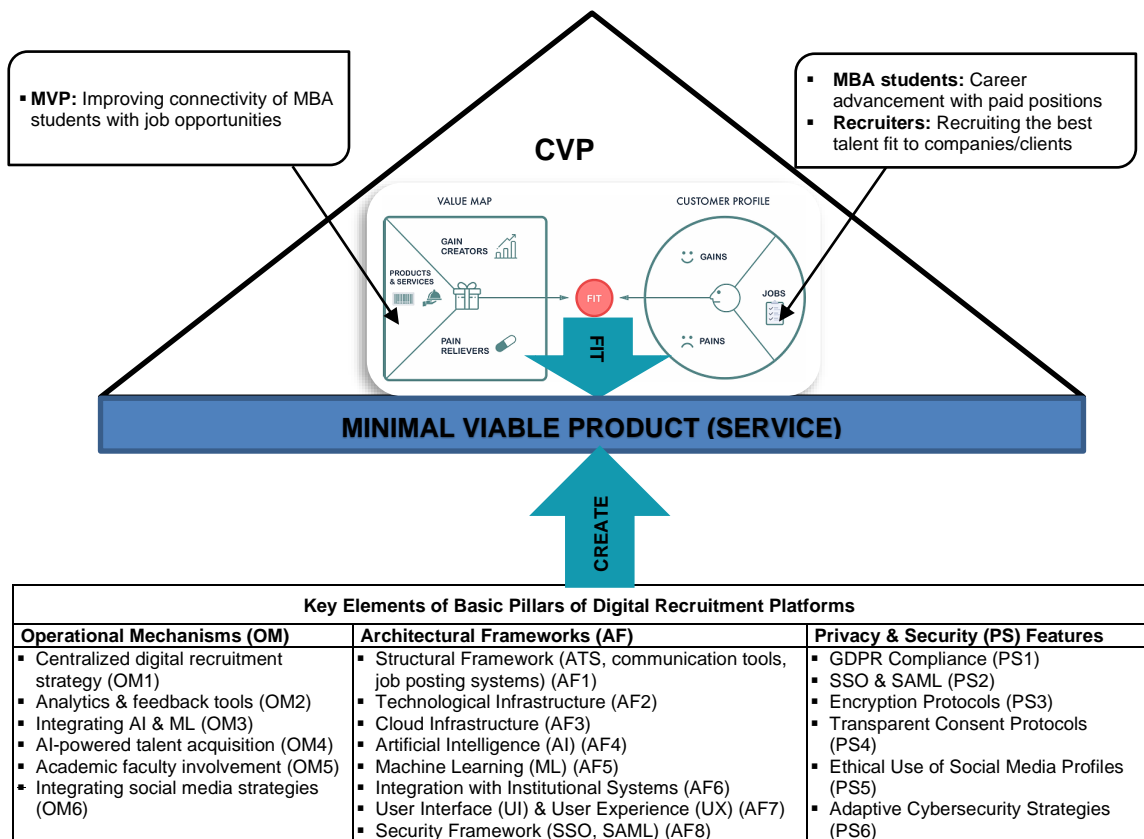 ▪ MVP: Improving connectivity of MBA
students with job opportunities
▪ MBA students: Career
advancement with paid positions
▪ Recruiters: Recruiting the best
talent fit to companies/clients
CVP
VALUE MAP
CUSTOMER PROFILE
GAIN
CREATORS
PRODUCTS
& SERVICES
PAIN
RELIEVERS
FIT
GAINS
JOBS
PAINS
FIT
MINIMAL VIABLE PRODUCT (SERVICE)
CREATE
Key Elements of Basic Pillars of Digital Recruitment Platforms
Operational Mechanisms (OM)
▪ Centralized digital recruitment
strategy (OM1)
▪ Analytics & feedback tools (OM2)
▪ Integrating AI & ML (OM3)
▪ AI-powered talent acquisition (OM4)
▪ Academic faculty involvement (OM5)
▪ Integrating social media strategies
(OM6)
Architectural Frameworks (AF)
▪ Structural Framework (ATS, communication tools,
job posting systems) (AF1)
▪ Technological Infrastructure (AF2)
▪ Cloud Infrastructure (AF3)
▪ Artificial Intelligence (AI) (AF4)
▪ Machine Learning (ML) (AF5)
▪ Integration with Institutional Systems (AF6)
▪ User Interface (UI) & User Experience (UX) (AF7)
▪ Security Framework (SSO, SAML) (AF8)
Privacy & Security (PS) Features
▪ GDPR Compliance (PS1)
▪ SSO & SAML (PS2)
▪ Encryption Protocols (PS3)
▪ Transparent Consent Protocols
(PS4)
▪ Ethical Use of Social Media Profiles
(PS5)
▪ Adaptive Cybersecurity Strategies
(PS6)